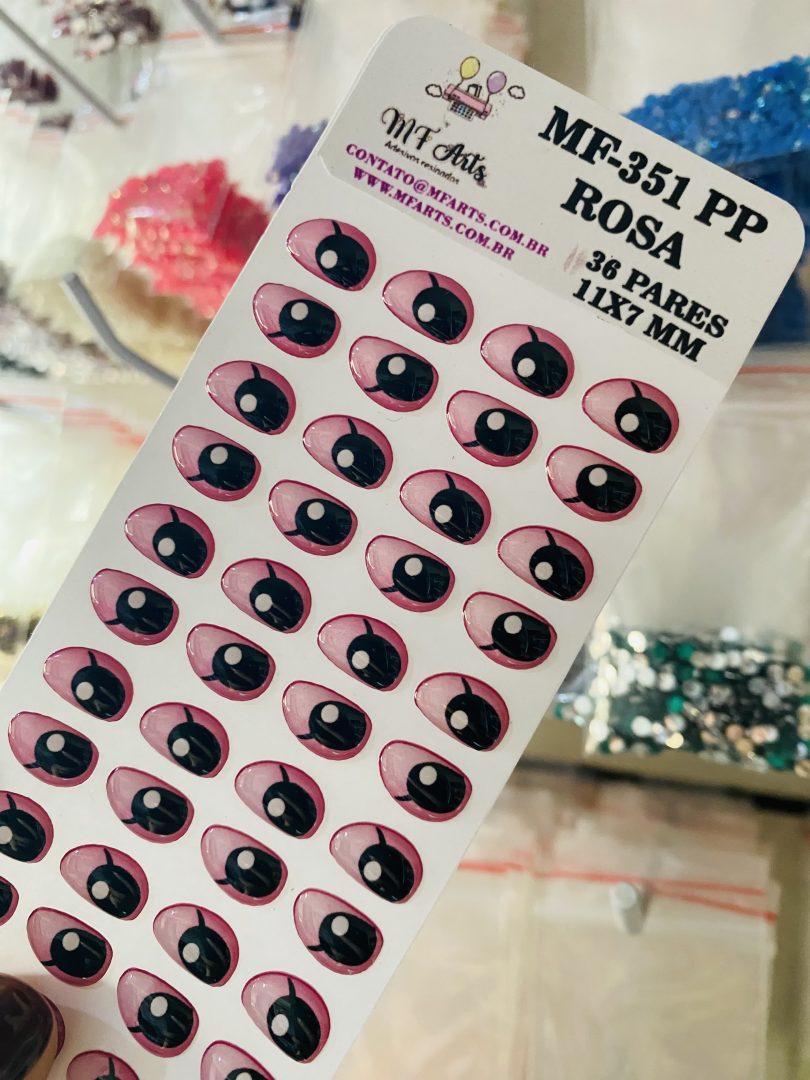 MF Arts
Adesivos resinados
CONTATO@MFARTS.COM.BR
WWW.MFARTS.COM.BR
MF-351 PP
ROSA
36 PARES
11X7 MM